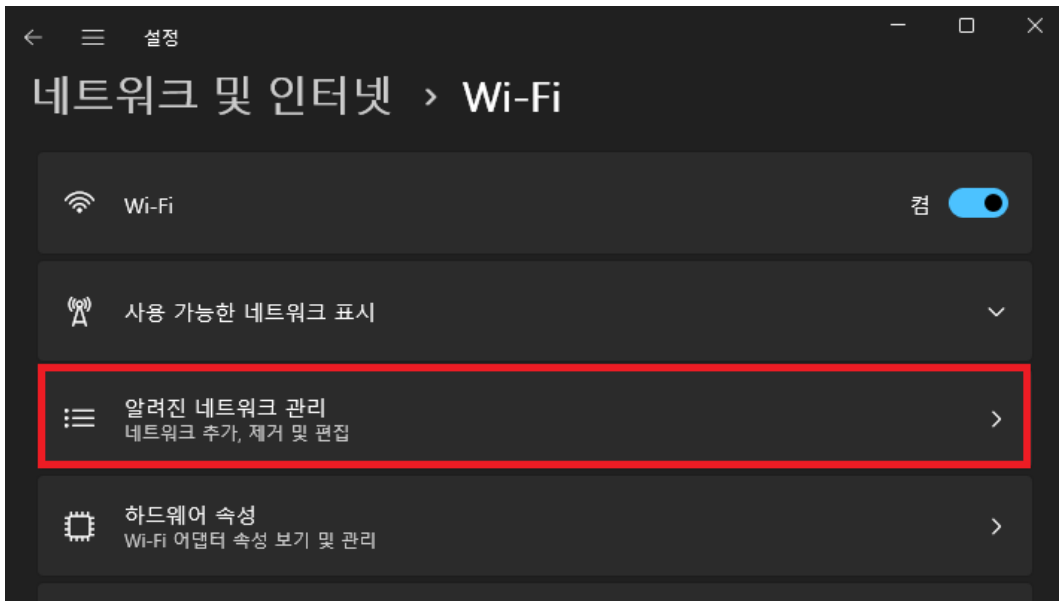 설정
네트워크 및 인터넷 › Wi-Fi
Wi-Fi
켬
사용 가능한 네트워크 표시
알려진 네트워크 관리
네트워크 추가, 제거 및 편집
하드웨어 속성
Wi-Fi 어댑터 속성 보기 및 관리